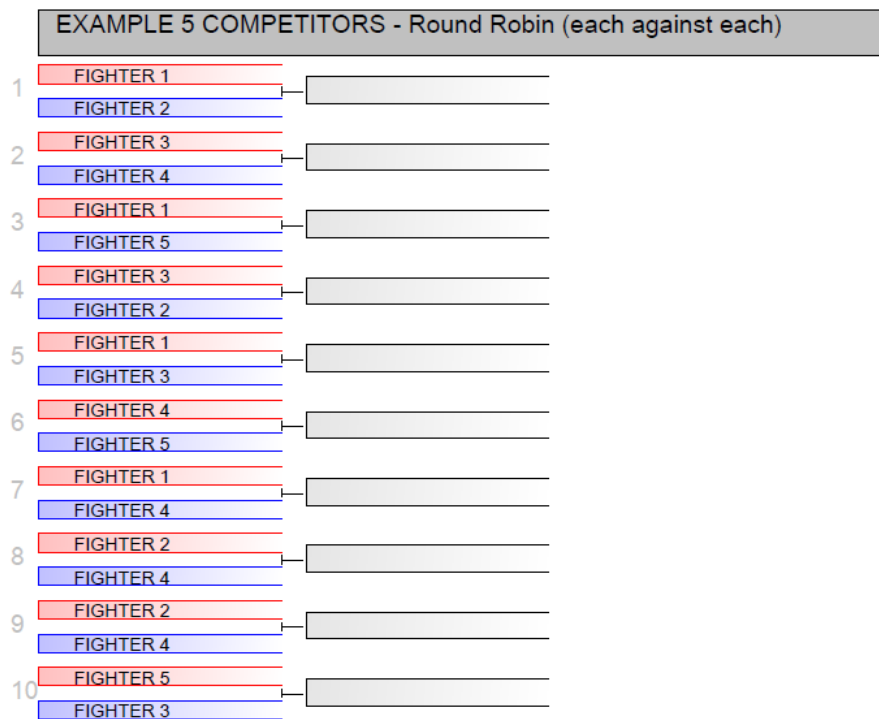 EXAMPLE 5 COMPETITORS - Round Robin (each against each)
1
FIGHTER 1
FIGHTER 2
2
FIGHTER 3
FIGHTER 4
3
FIGHTER 1
FIGHTER 5
4
FIGHTER 3
FIGHTER 2
5
FIGHTER 1
FIGHTER 3
6
FIGHTER 4
FIGHTER 5
7
FIGHTER 1
FIGHTER 4
8
FIGHTER 2
FIGHTER 4
9
FIGHTER 2
FIGHTER 4
10
FIGHTER 5
FIGHTER 3